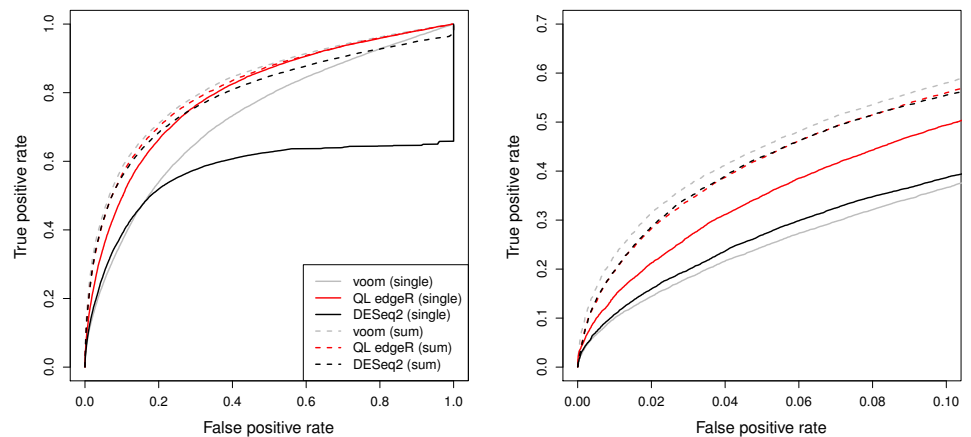 1.0
0.8
0.6
0.4
0.2
0.0
True positive rate
0.0 0.2 0.4 0.6 0.8 1.0
False positive rate
voom (single)
QL edgeR (single)
DESeq2 (single)
voom (sum)
QL edgeR (sum)
DESeq2 (sum)
0.7
0.6
0.5
0.4
0.3
0.2
0.1
0.0
True positive rate
0.00 0.02 0.04 0.06 0.08 0.10
False positive rate